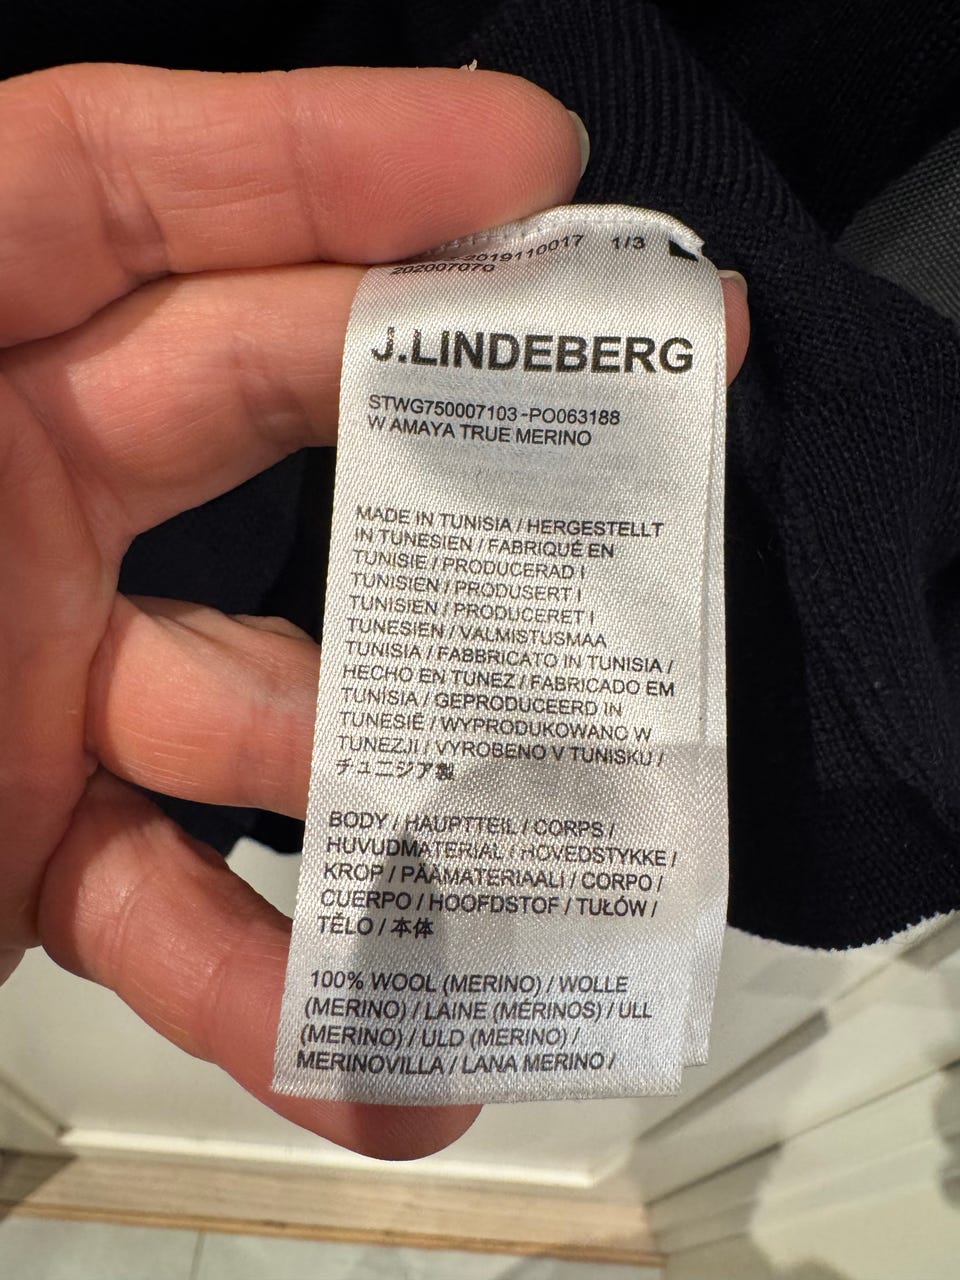 2019110017 1/3
202007070
J.LINDEBERG
STWG750007103-PO063188
W AMAYA TRUE MERINO
MADE IN TUNISIA / HERGESTELLT
IN TUNESIEN / FABRIQUÉ EN
TUNISIE / PRODUCERAD I
TUNISIEN / PRODUSERT I
TUNISIEN / PRODUCERET I
TUNESIEN / VALMISTUSMAA
TUNISIA / FABBRICATO IN TUNISIA /
HECHO EN TUNEZ / FABRICADO EM
TUNÍSIA / GEPRODUCEERD IN
TUNESIË / WYPRODUKOWANO W
TUNEZJI / VYROBENO V TUNISKU /
チュニジア製
BODY / HAUPTTEIL / CORPS /
HUVUDMATERIAL / HOVEDSTYKKE /
KROP / PÄÄMATERIAALI / CORPO /
CUERPO / HOOFDSTOF / TUŁÓW /
TĚLO / 本体
100% WOOL (MERINO) / WOLLE
(MERINO) / LAINE (MÉRINOS) / ULL
(MERINO) / ULD (MERINO) /
MERINOVILLA / LANA MERINO /